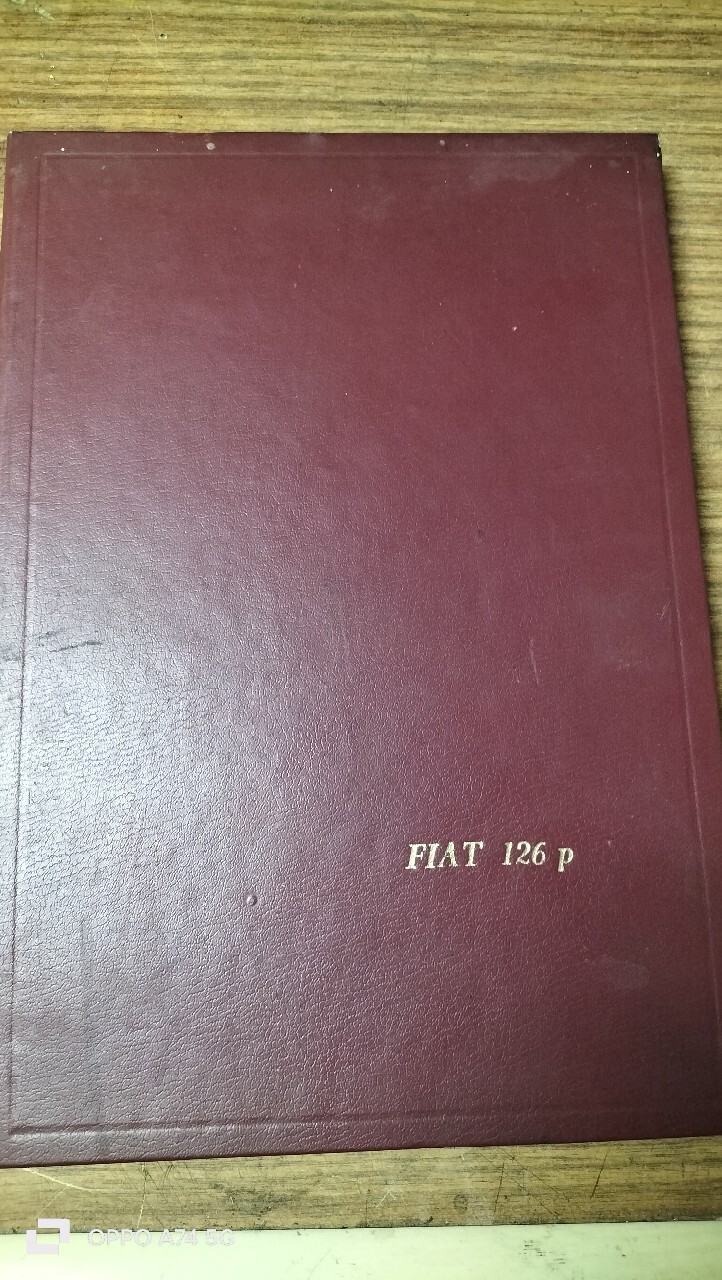 FIAT 126 p
OPPO A74 5G